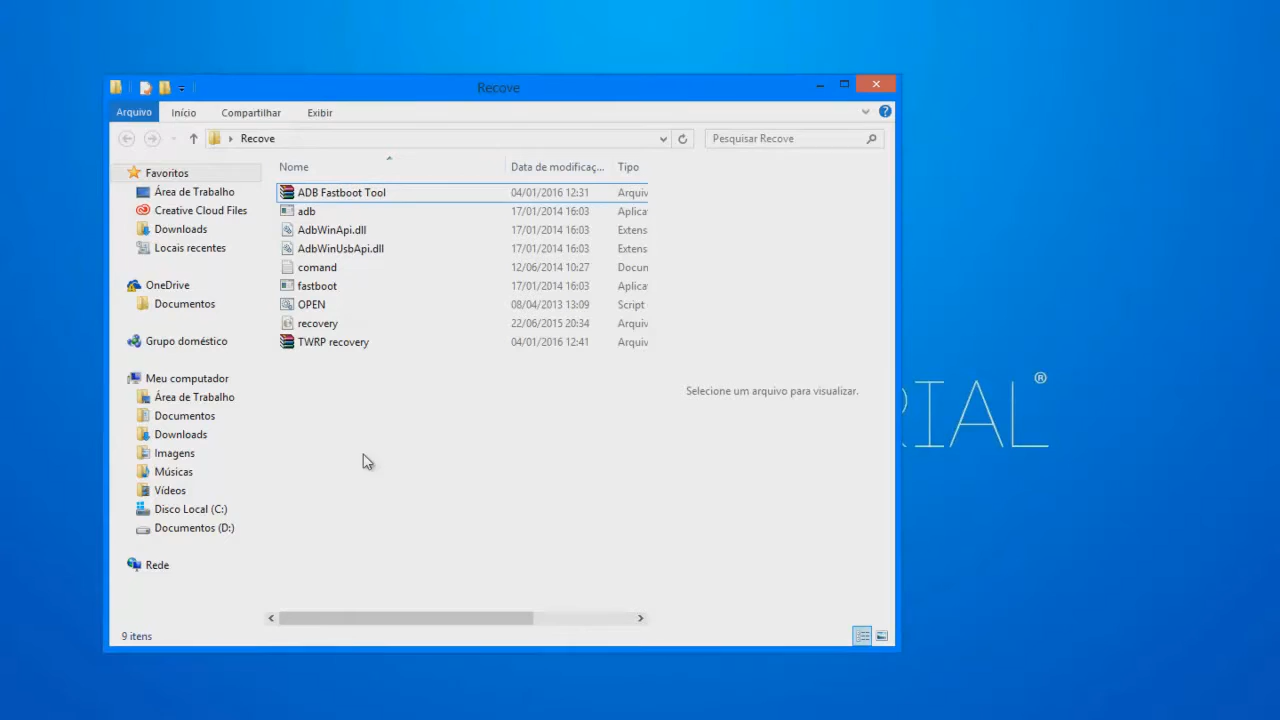 Recove
Arquivo Início Compartilhar Exibir
Recove Pesquisar Recove
Nome Data de modificaç... Tipo
Favoritos
Área de Trabalho
Creative Cloud Files
Downloads
Locais recentes
OneDrive
Documentos
Grupo doméstico
Meu computador
Área de Trabalho
Documentos
Downloads
Imagens
Músicas
Vídeos
Disco Local (C:)
Documentos (D:)
Rede
ADB Fastboot Tool 04/01/2016 12:31 Arquiv
adb 17/01/2014 16:03 Aplica
AdbWinApi.dll 17/01/2014 16:03 Extens
AdbWinUsbApi.dll 17/01/2014 16:03 Extens
comand 12/06/2014 10:27 Docun
fastboot 17/01/2014 16:03 Aplica
OPEN 08/04/2013 13:09 Script
recovery 22/06/2015 20:34 Arquiv
TWRP recovery 04/01/2016 12:41 Arquiv
Selecione um arquivo para visualizar.
RIAL®
9 itens